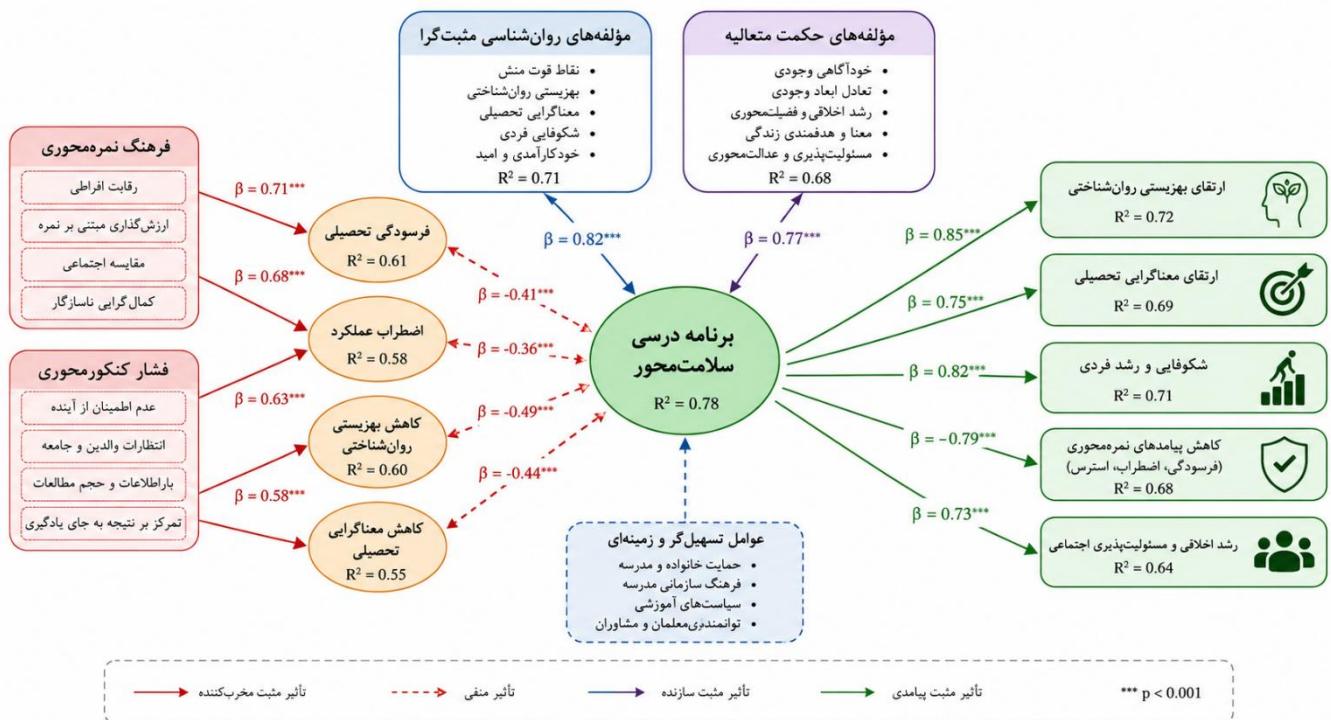 مؤلفه‌های روان‌شناسی مثبت‌گرا
• نقاط قوت منش
• بهزیستی روان‌شناختی
• معناگرایی تحصیلی
• شکوفایی فردی
• خودکارآمدی و امید
R² = 0.71
مؤلفه‌های حکمت متعالیه
• خودآگاهی وجودی
• تعادل ابعاد وجودی
• رشد اخلاقی و فضیلت‌محوری
• معنا و هدفمندی زندگی
• مسئولیت‌پذیری و عدالت‌محوری
R² = 0.68
فرهنگ نمره‌محوری
رقابت افراطی
ارزش‌گذاری مبتنی بر نمره
مقایسه اجتماعی
کمال‌گرایی ناسازگار
فشار کنکورمحوری
عدم اطمینان از آینده
انتظارات والدین و جامعه
باراطلاعات و حجم مطالعات
تمرکز بر نتیجه به جای یادگیری
β = 0.71***
β = 0.68***
β = 0.63***
β = 0.58***
فرسودگی تحصیلی
R² = 0.61
اضطراب عملکرد
R² = 0.58
کاهش بهزیستی
روان‌شناختی
R² = 0.60
کاهش معناگرایی
تحصیلی
R² = 0.55
β = -0.41***
β = -0.36***
β = -0.49***
β = -0.44***
β = 0.82***
β = 0.77***
برنامه درسی
سلامت‌محور
R² = 0.78
عوامل تسهیل‌گر و زمینه‌ای
• حمایت خانواده و مدرسه
• فرهنگ سازمانی مدرسه
• سیاست‌های آموزشی
• توانمندی‌معلمان و مشاوران
β = 0.85***
β = 0.75***
β = 0.82***
β = −0.79***
β = 0.73***
ارتقای بهزیستی روان‌شناختی
R² = 0.72
ارتقای معناگرایی تحصیلی
R² = 0.69
شکوفایی و رشد فردی
R² = 0.71
کاهش پیامدهای نمره‌محوری
(فرسودگی، اضطراب، استرس)
R² = 0.68
رشد اخلاقی و مسئولیت‌پذیری اجتماعی
R² = 0.64
تأثیر مثبت مخرب‌کننده
تأثیر منفی
تأثیر مثبت سازنده
تأثیر مثبت پیامدی
*** p < 0.001